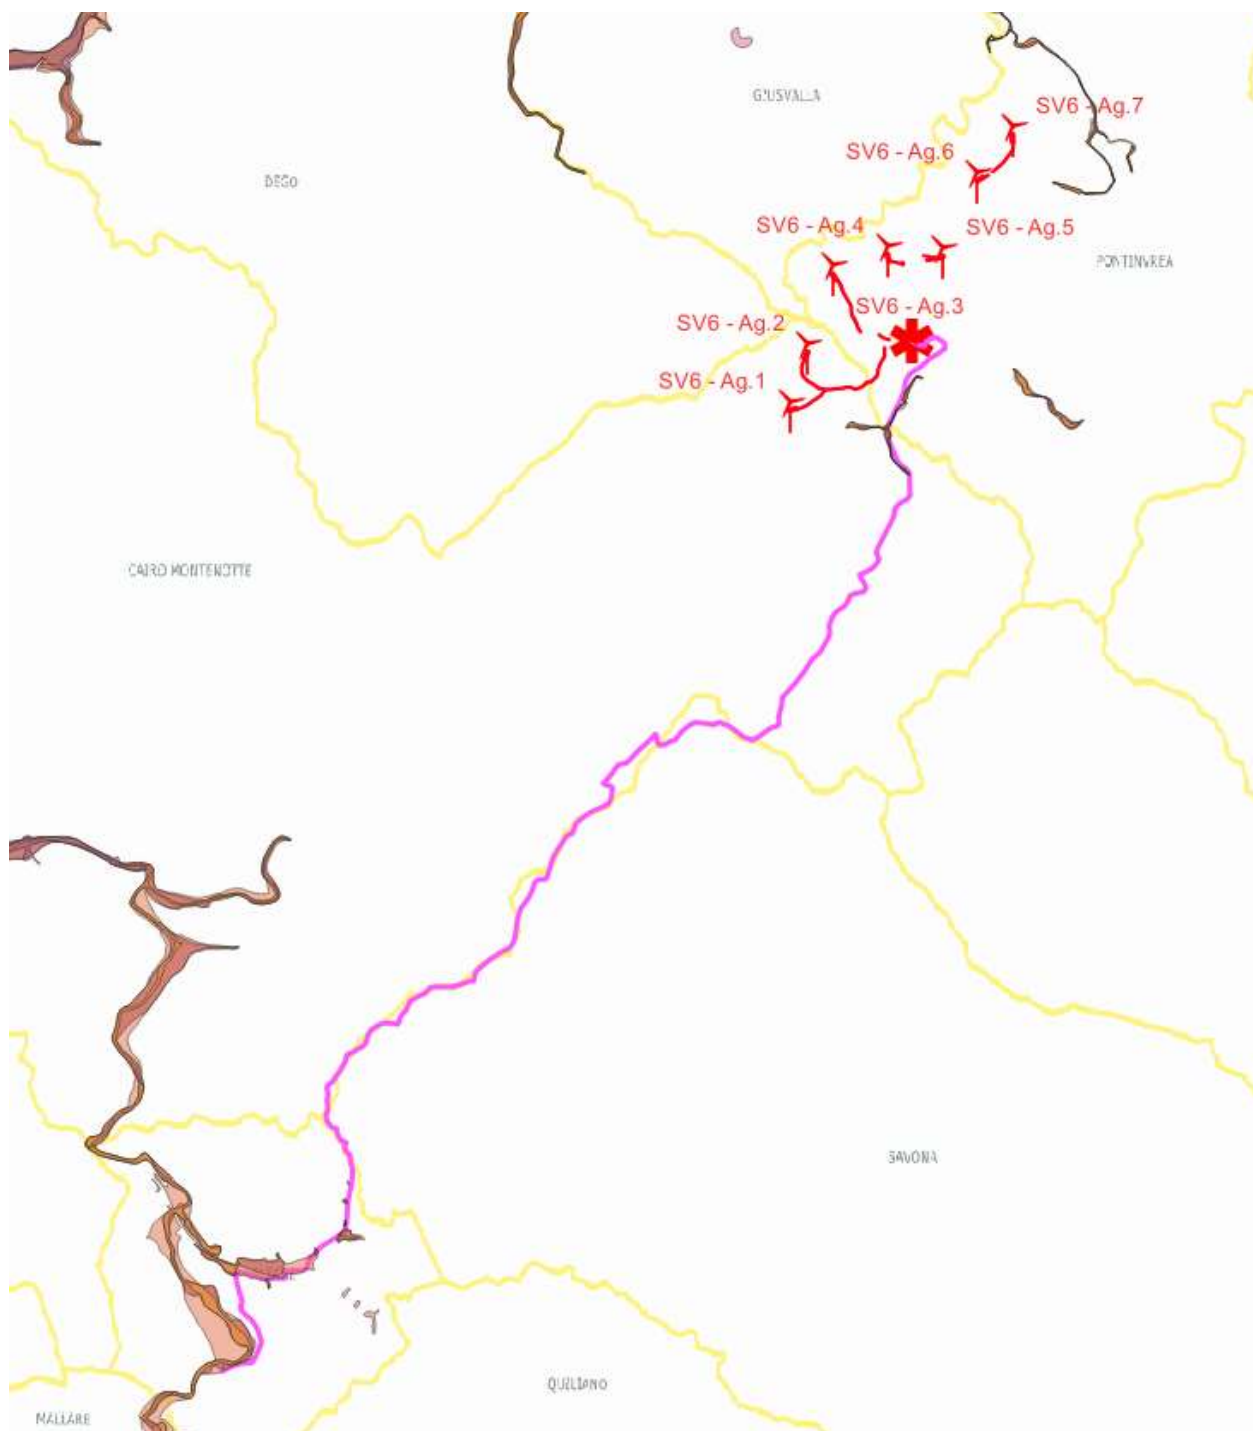 GIUSVALLA
SV6 - Ag.7
SV6 - Ag.6
DEGO
SV6 - Ag.4
SV6 - Ag.5
PONTINVREA
SV6 - Ag.3
SV6 - Ag.2
SV6 - Ag.1
CAIRO MONTENOTTE
SAVONA
QUILIANO
MALLARE